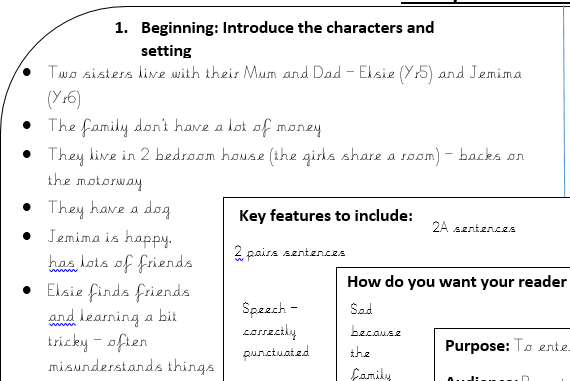 1. Beginning: Introduce the characters and
setting
• Two sisters live with their Mum and Dad – Elsie (Yr5) and Jemima
(Yr6)
• The family don't have a lot of money
• They live in 2 bedroom house (the girls share a room) – backs on
the motorway
• They have a dog
• Jemima is happy,
has lots of friends
• Elsie finds friends
and learning a bit
tricky – often
misunderstands things
Key features to include:
2A sentences
2 pairs sentences
Speech –
correctly
punctuated
How do you want your reader
Sad
because
the
family
Purpose: To ente
Audience: